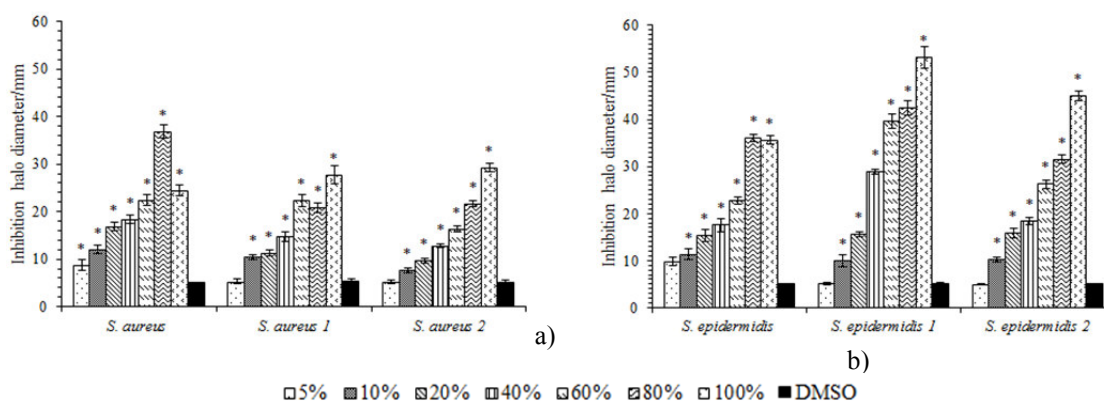 Inhibition halo diameter/mm
60
50
40
30
20
10
0
* * * * * * *
* * * * * *
* * * * * *
S. aureus S. aureus 1 S. aureus 2
a)
Inhibition halo diameter/mm
60
50
40
30
20
10
0
* * * * * *
* * * * * *
* * * * * *
S. epidermidis S. epidermidis 1 S. epidermidis 2
b)
5% 10% 20% 40% 60% 80% 100% DMSO